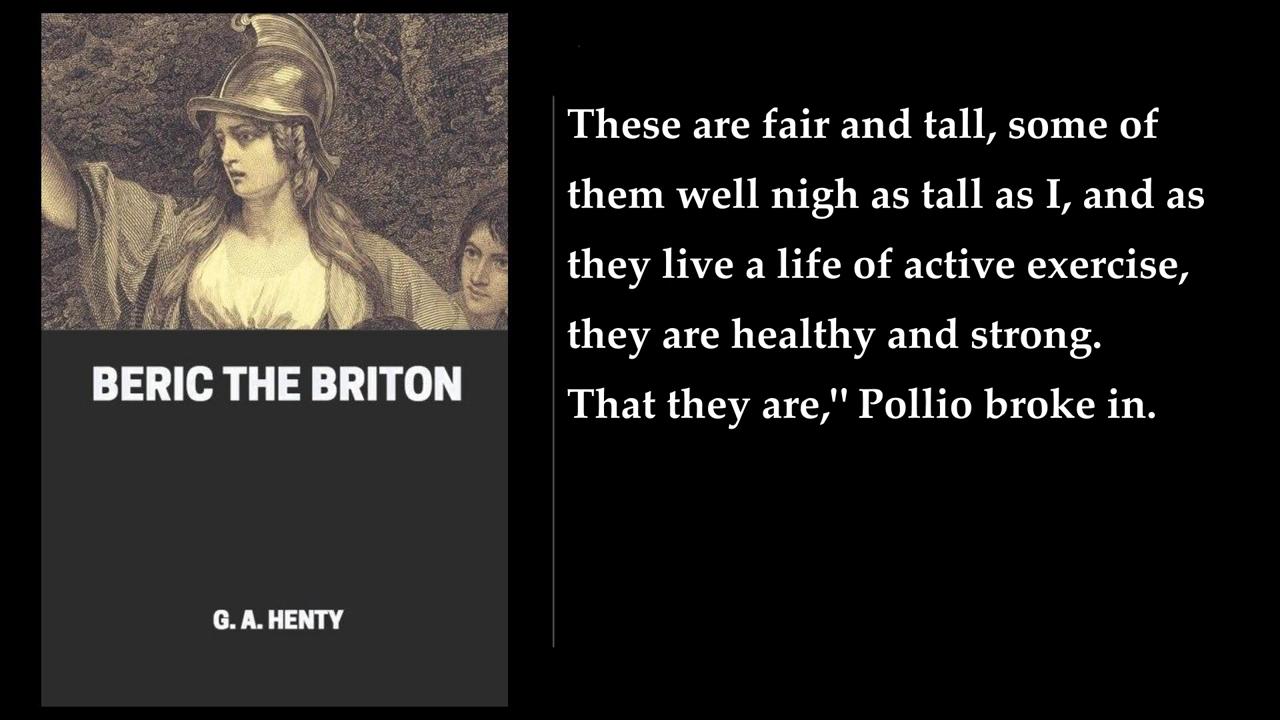 BERIC THE BRITON
G. A. HENTY
These are fair and tall, some of
them well nigh as tall as I, and as
they live a life of active exercise,
they are healthy and strong.
That they are," Pollio broke in.